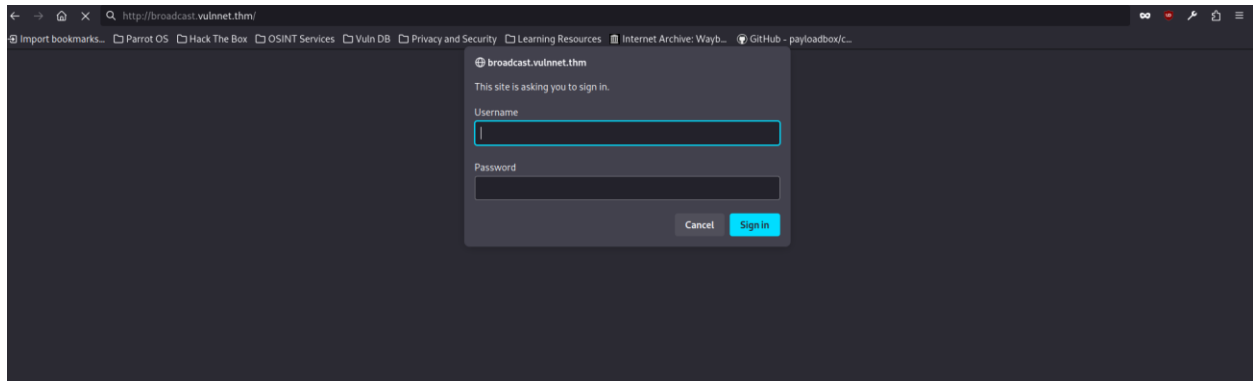 http://broadcast.vulnnet.thm/
Import bookmarks... Parrot OS Hack The Box OSINT Services Vuln DB Privacy and Security Learning Resources Internet Archive: Wayb... GitHub - payloadbox/c...
broadcast.vulnnet.thm
This site is asking you to sign in.
Username
Password
Cancel Sign in